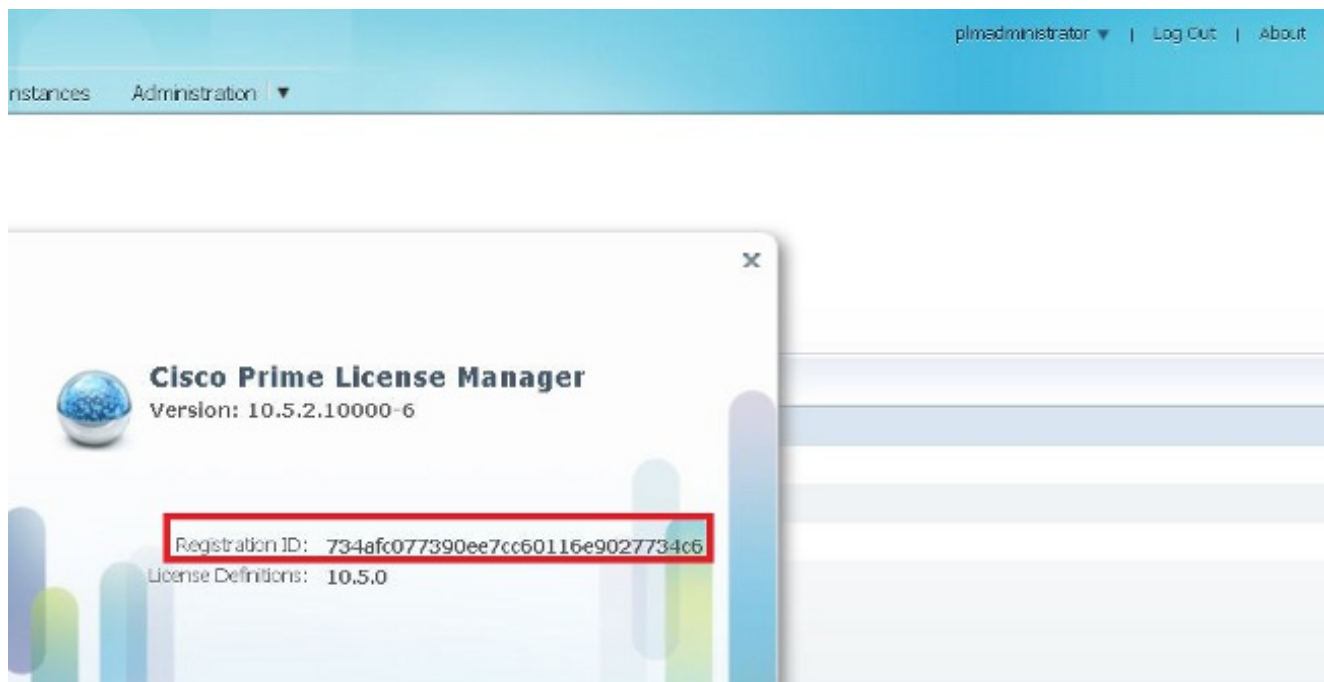 plmadministrator ▼ | Log Out | About
nstances Administration ▼
x
Cisco Prime License Manager
Version: 10.5.2.10000-6
Registration ID: 734afc077390ee7cc60116e9027734c6
License Definitions: 10.5.0